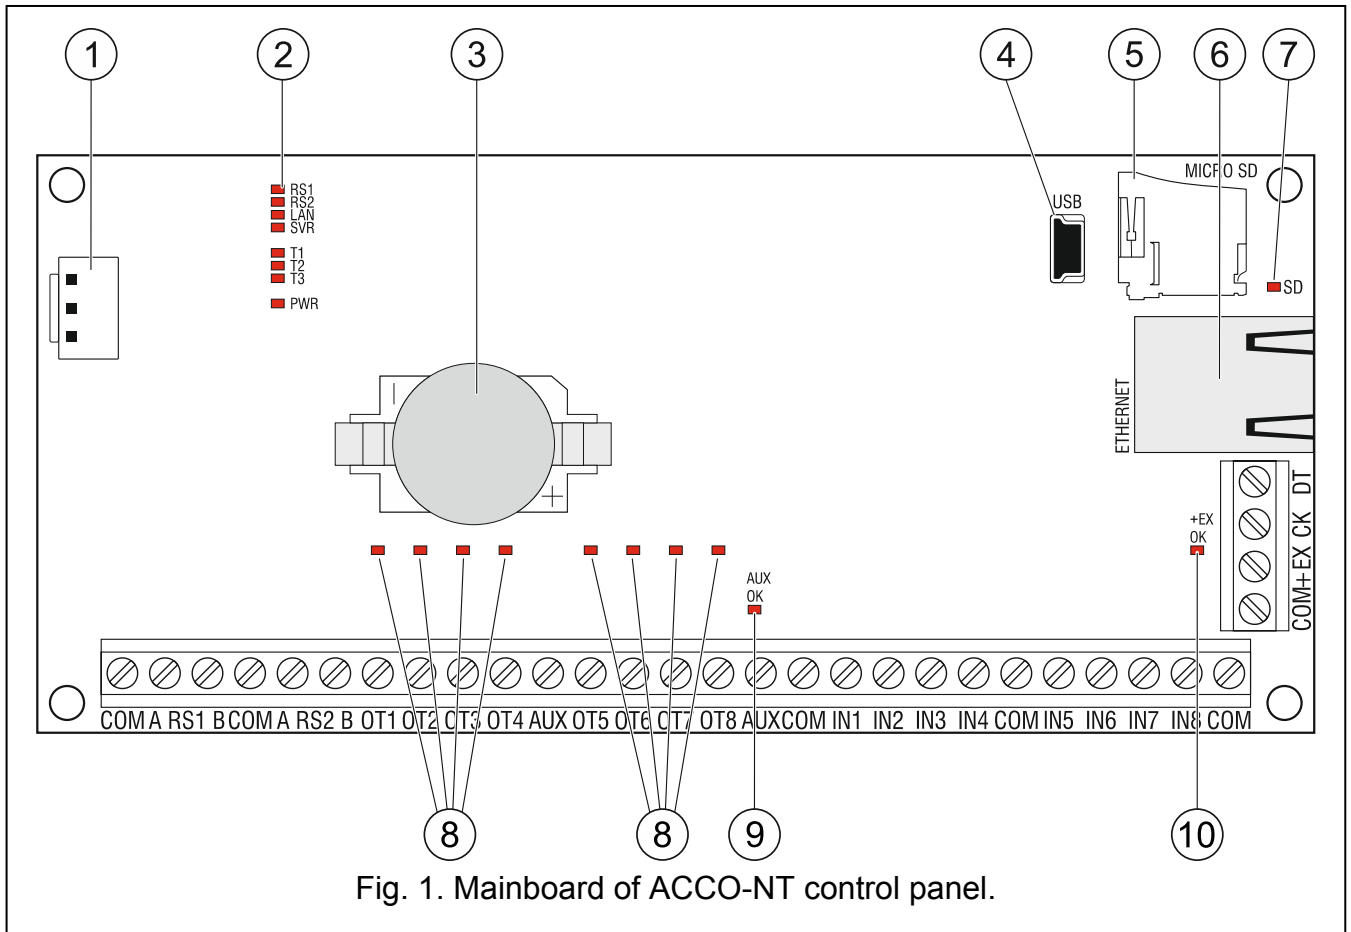 1 2 3 4 5 6 7
MICRO SD
RS1
RS2
LAN
SVR
T1
T2
T3
PWR
USB
SD
ETHERNET
DT
CK
+EX
COM
+EX
OK
AUX
OK
COM A RS1 B COM A RS2 B OT1 OT2 OT3 OT4 AUX OT5 OT6 OT7 OT8 AUX COM IN1 IN2 IN3 IN4 COM IN5 IN6 IN7 IN8 COM
8 8 9 10
Fig. 1. Mainboard of ACCO-NT control panel.